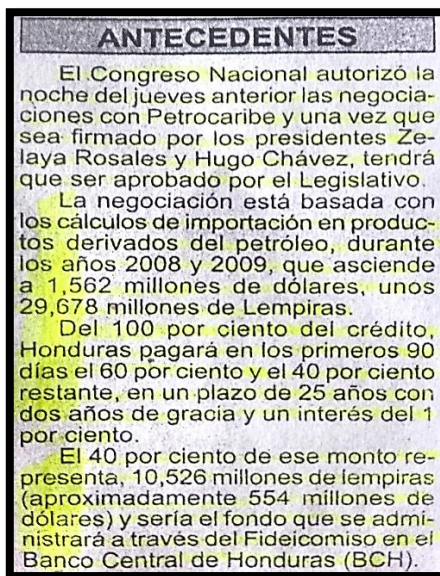 ANTECEDENTES
El Congreso Nacional autorizó la
noche del jueves anterior las negocia-
ciones con Petrocaribe y una vez que
sea firmado por los presidentes Ze-
laya Rosales y Hugo Chávez, tendrá
que ser aprobado por el Legislativo.
La negociación está basada con
los cálculos de importación en produc-
tos derivados del petróleo, durante
los años 2008 y 2009, que asciende
a 1,562 millones de dólares, unos
29,678 millones de Lempiras.
Del 100 por ciento del crédito,
Honduras pagará en los primeros 90
días el 60 por ciento y el 40 por ciento
restante, en un plazo de 25 años con
dos años de gracia y un interés del 1
por ciento.
El 40 por ciento de ese monto re-
presenta, 10,526 millones de lempiras
(aproximadamente 554 millones de
dólares) y sería el fondo que se admi-
nistrará a través del Fideicomiso en el
Banco Central de Honduras (BCH).